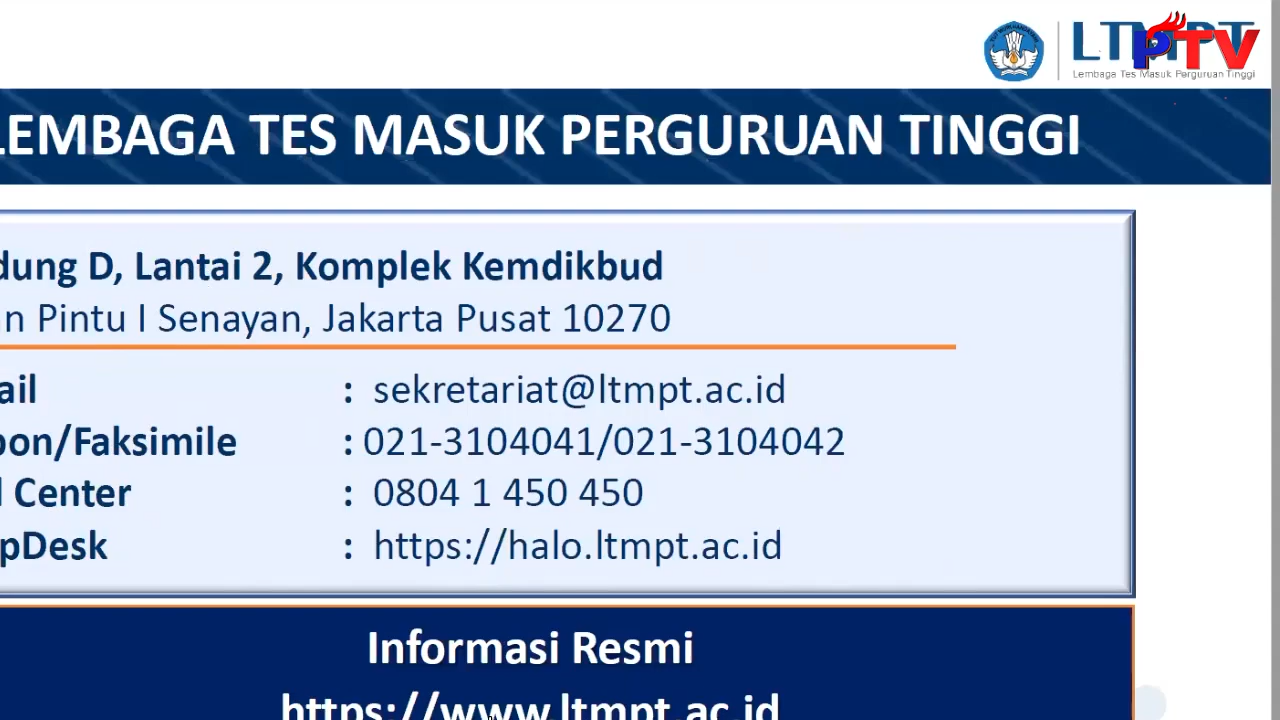 LTMPT
PTV
Lembaga Tes Masuk Perguruan Tinggi
LEMBAGA TES MASUK PERGURUAN TINGGI
dung D, Lantai 2, Komplek Kemdikbud
n Pintu I Senayan, Jakarta Pusat 10270
ail : sekretariat@ltmpt.ac.id
pon/Faksimile : 021-3104041/021-3104042
l Center : 0804 1 450 450
pDesk : https://halo.ltmpt.ac.id
Informasi Resmi
https://www.ltmpt.ac.id